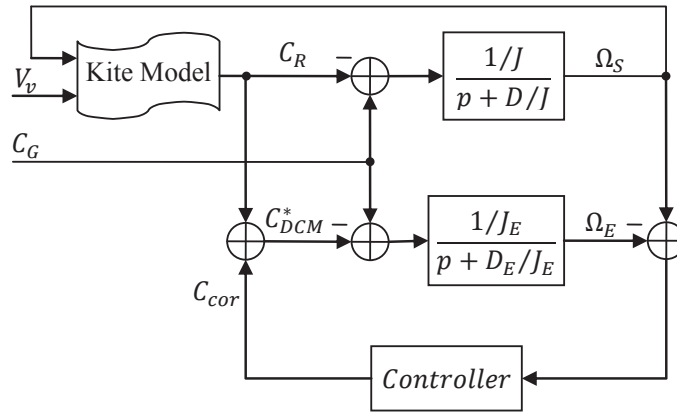 Kite Model
V_v
C_R
−
1/J
p + D/J
Ω_S
C_G
C*_DCM
−
1/J_E
p + D_E/J_E
Ω_E
−
C_cor
Controller